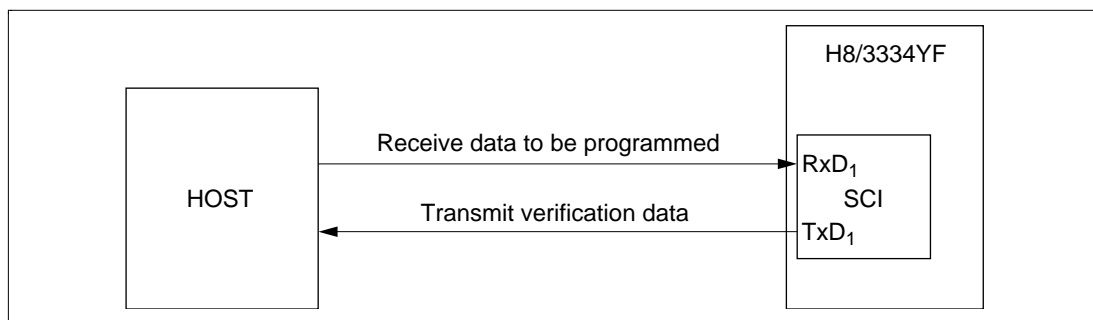 H8/3334YF
Receive data to be programmed
HOST
RxD₁
SCI
Transmit verification data
TxD₁